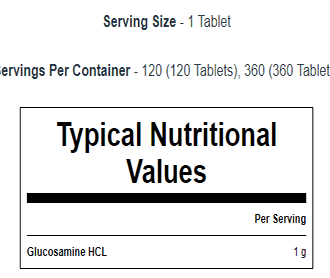 Serving Size - 1 Tablet
ervings Per Container - 120 (120 Tablets), 360 (360 Tablet
Typical Nutritional
Values
Per Serving
Glucosamine HCL 1 g